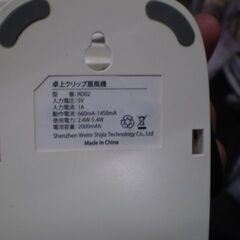 卓上クリップ扇風機
型 番 RD02
入力電圧 5V
入力電流 1A
動作電流 660mA-1450mA
使用電力 2.4W-5.4W
電池容量 2000mAh
Shenzhen Weite Shijia Technology Co., Ltd
Made in China